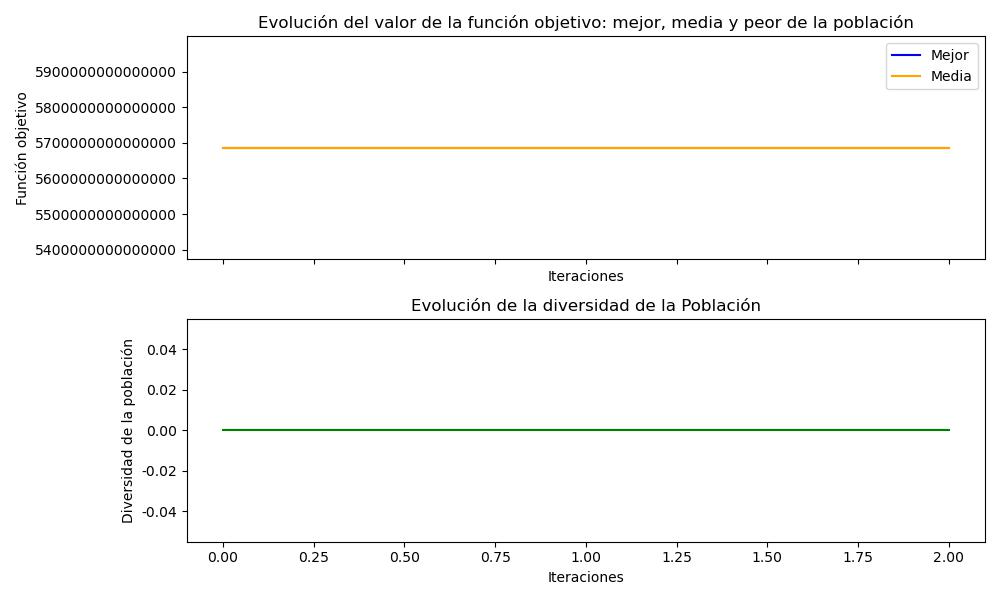 Evolución del valor de la función objetivo: mejor, media y peor de la población
Función objetivo
5900000000000000
5800000000000000
5700000000000000
5600000000000000
5500000000000000
5400000000000000
Mejor
Media
Iteraciones
Evolución de la diversidad de la Población
Diversidad de la población
0.04
0.02
0.00
-0.02
-0.04
0.00 0.25 0.50 0.75 1.00 1.25 1.50 1.75 2.00
Iteraciones